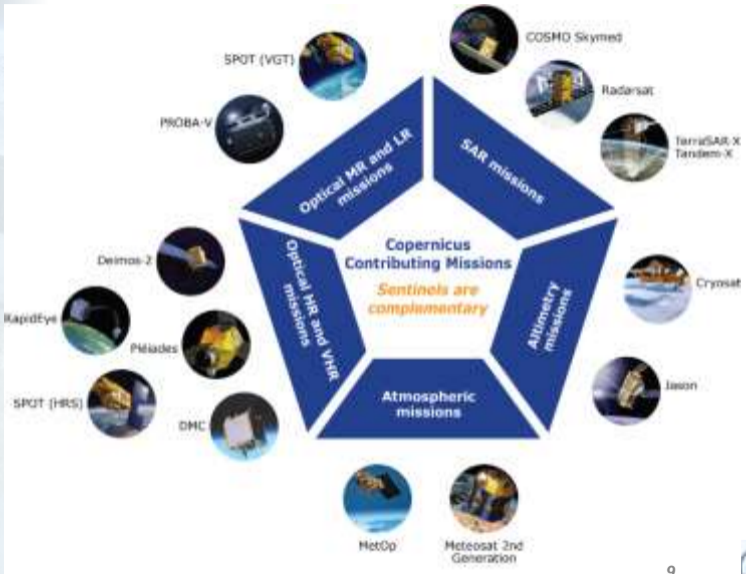 COSMO Skymed
SPOT (VGT)
Radarsat
PROBA-V
TerraSAR-X
Tandem-X
Optical MR and LR
missions
SAR missions
Copernicus
Contributing Missions
Sentinels are
complementary
Deimos-2
Optical HR and VHR
missions
Altimetry
missions
Cryosat
RapidEye
Pléiades
Jason
SPOT (HRS)
DMC
Atmospheric
missions
MetOp
Meteosat 2nd
Generation
9